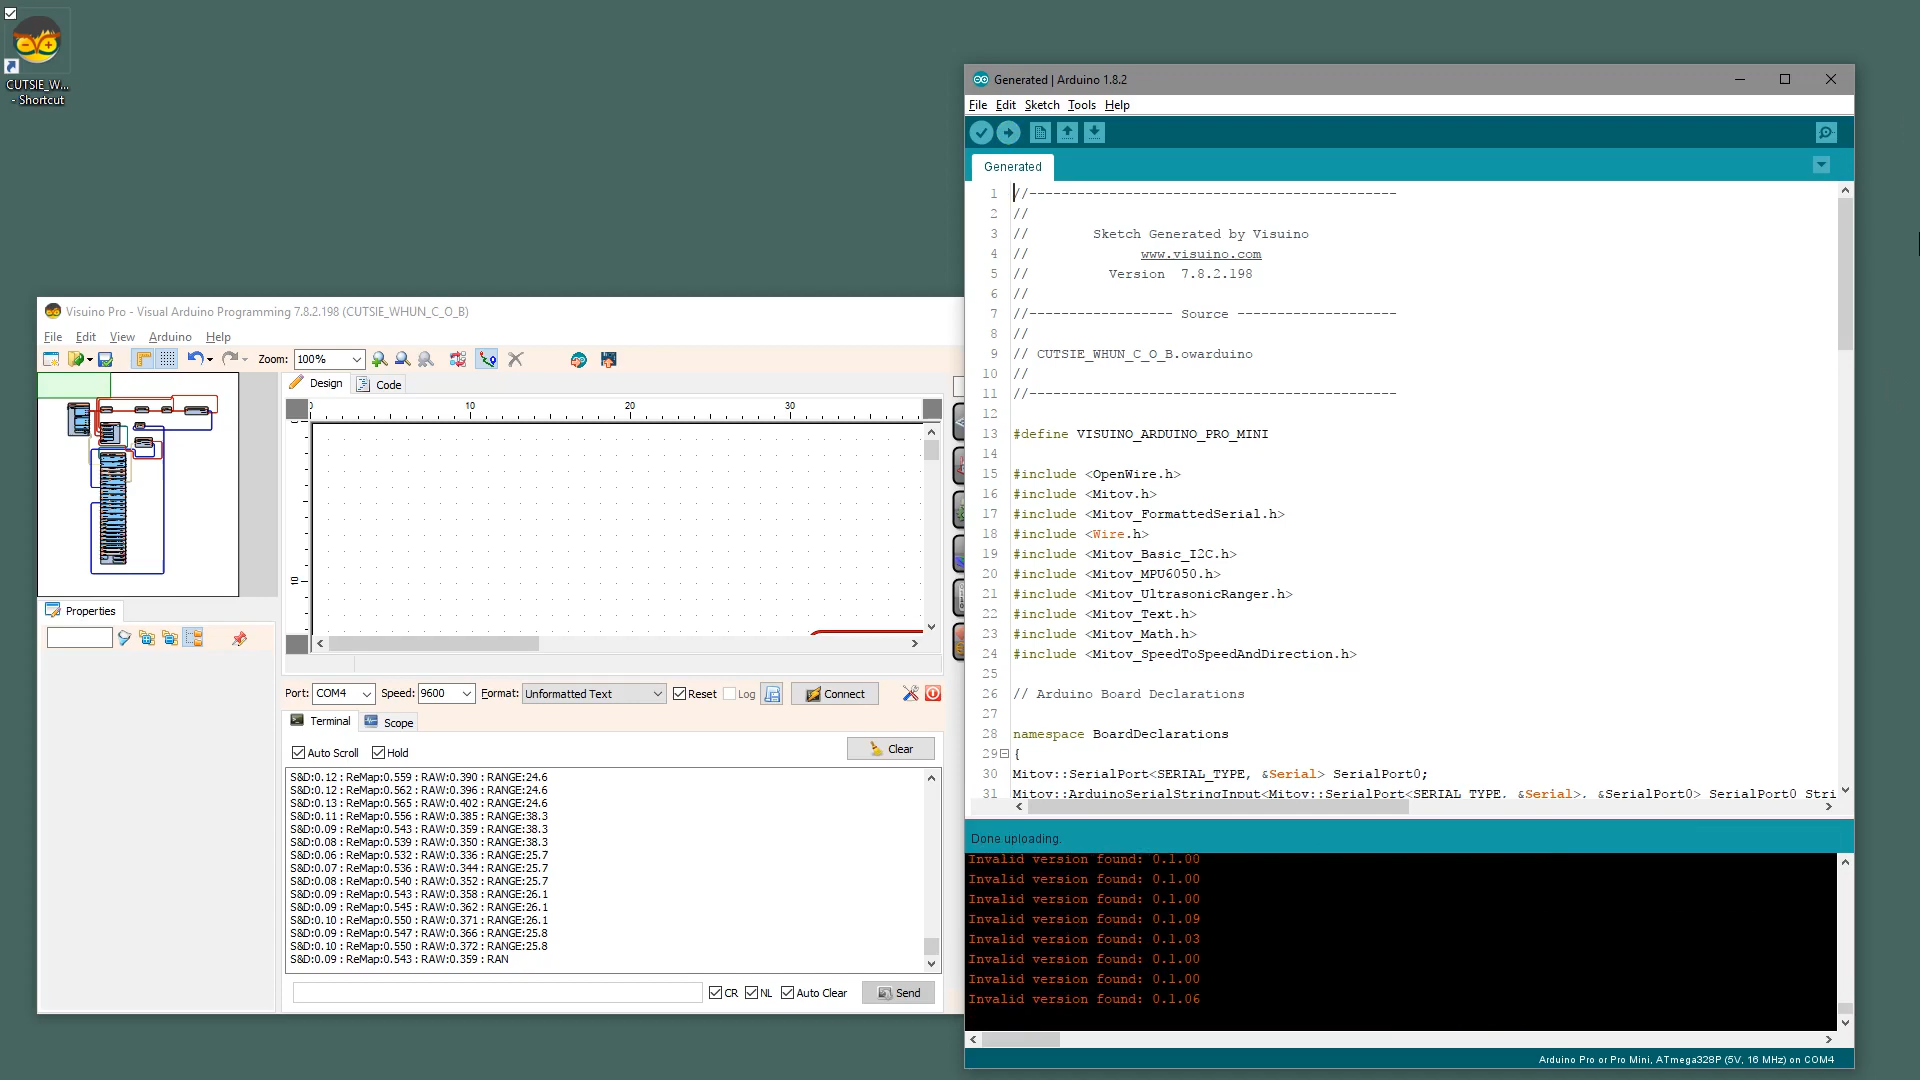 CUTSIE_W...
- Shortcut
Visuino Pro - Visual Arduino Programming 7.8.2.198 (CUTSIE_WHUN_C_O_B)
File Edit View Arduino Help
Zoom: 100%
Design Code
0 10 20 30
10
Properties
Port: COM4 Speed: 9600 Format: Unformatted Text Reset Log Connect
Terminal Scope
Auto Scroll Hold Clear
S&D:0.12 : ReMap:0.559 : RAW:0.390 : RANGE:24.6
S&D:0.12 : ReMap:0.562 : RAW:0.396 : RANGE:24.6
S&D:0.13 : ReMap:0.565 : RAW:0.402 : RANGE:24.6
S&D:0.11 : ReMap:0.556 : RAW:0.385 : RANGE:38.3
S&D:0.09 : ReMap:0.543 : RAW:0.359 : RANGE:38.3
S&D:0.08 : ReMap:0.539 : RAW:0.350 : RANGE:38.3
S&D:0.06 : ReMap:0.532 : RAW:0.336 : RANGE:25.7
S&D:0.07 : ReMap:0.536 : RAW:0.344 : RANGE:25.7
S&D:0.08 : ReMap:0.540 : RAW:0.352 : RANGE:25.7
S&D:0.09 : ReMap:0.543 : RAW:0.358 : RANGE:26.1
S&D:0.09 : ReMap:0.545 : RAW:0.362 : RANGE:26.1
S&D:0.10 : ReMap:0.550 : RAW:0.371 : RANGE:26.1
S&D:0.09 : ReMap:0.547 : RAW:0.366 : RANGE:25.8
S&D:0.10 : ReMap:0.550 : RAW:0.372 : RANGE:25.8
S&D:0.09 : ReMap:0.543 : RAW:0.359 : RAN
CR NL Auto Clear Send
Generated | Arduino 1.8.2
File Edit Sketch Tools Help
Generated
1 //----------------------------------------------
2 //
3 // Sketch Generated by Visuino
4 // www.visuino.com
5 // Version 7.8.2.198
6 //
7 //------------------ Source --------------------
8 //
9 // CUTSIE_WHUN_C_O_B.owarduino
10 //
11 //----------------------------------------------
12
13 #define VISUINO_ARDUINO_PRO_MINI
14
15 #include <OpenWire.h>
16 #include <Mitov.h>
17 #include <Mitov_FormattedSerial.h>
18 #include <Wire.h>
19 #include <Mitov_Basic_I2C.h>
20 #include <Mitov_MPU6050.h>
21 #include <Mitov_UltrasonicRanger.h>
22 #include <Mitov_Text.h>
23 #include <Mitov_Math.h>
24 #include <Mitov_SpeedToSpeedAndDirection.h>
25
26 // Arduino Board Declarations
27
28 namespace BoardDeclarations
29 {
30 Mitov::SerialPort<SERIAL_TYPE, &Serial> SerialPort0;
31 Mitov::ArduinoSerialStringInput<Mitov::SerialPort<SERIAL_TYPE, &Serial>, &SerialPort0> SerialPort0_Stri
Done uploading.
Invalid version found: 0.1.00
Invalid version found: 0.1.00
Invalid version found: 0.1.00
Invalid version found: 0.1.09
Invalid version found: 0.1.03
Invalid version found: 0.1.00
Invalid version found: 0.1.00
Invalid version found: 0.1.06
Arduino Pro or Pro Mini, ATmega328P (5V, 16 MHz) on COM4